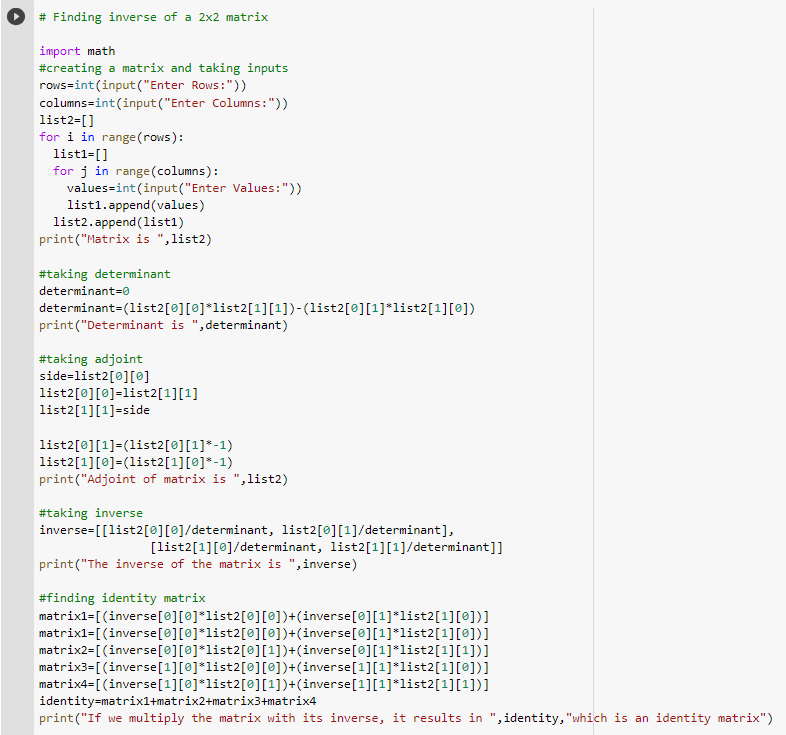 # Finding inverse of a 2x2 matrix
import math
#creating a matrix and taking inputs
rows=int(input("Enter Rows:"))
columns=int(input("Enter Columns:"))
list2=[]
for i in range(rows):
  list1=[]
  for j in range(columns):
    values=int(input("Enter Values:"))
    list1.append(values)
  list2.append(list1)
print("Matrix is ",list2)
#taking determinant
determinant=0
determinant=(list2[0][0]*list2[1][1])-(list2[0][1]*list2[1][0])
print("Determinant is ",determinant)
#taking adjoint
side=list2[0][0]
list2[0][0]=list2[1][1]
list2[1][1]=side
list2[0][1]=(list2[0][1]*-1)
list2[1][0]=(list2[1][0]*-1)
print("Adjoint of matrix is ",list2)
#taking inverse
inverse=[[list2[0][0]/determinant, list2[0][1]/determinant],
                [list2[1][0]/determinant, list2[1][1]/determinant]]
print("The inverse of the matrix is ",inverse)
#finding identity matrix
matrix1=[(inverse[0][0]*list2[0][0])+(inverse[0][1]*list2[1][0])]
matrix1=[(inverse[0][0]*list2[0][0])+(inverse[0][1]*list2[1][0])]
matrix2=[(inverse[0][0]*list2[0][1])+(inverse[0][1]*list2[1][1])]
matrix3=[(inverse[1][0]*list2[0][0])+(inverse[1][1]*list2[1][0])]
matrix4=[(inverse[1][0]*list2[0][1])+(inverse[1][1]*list2[1][1])]
identity=matrix1+matrix2+matrix3+matrix4
print("If we multiply the matrix with its inverse, it results in ",identity,"which is an identity matrix")